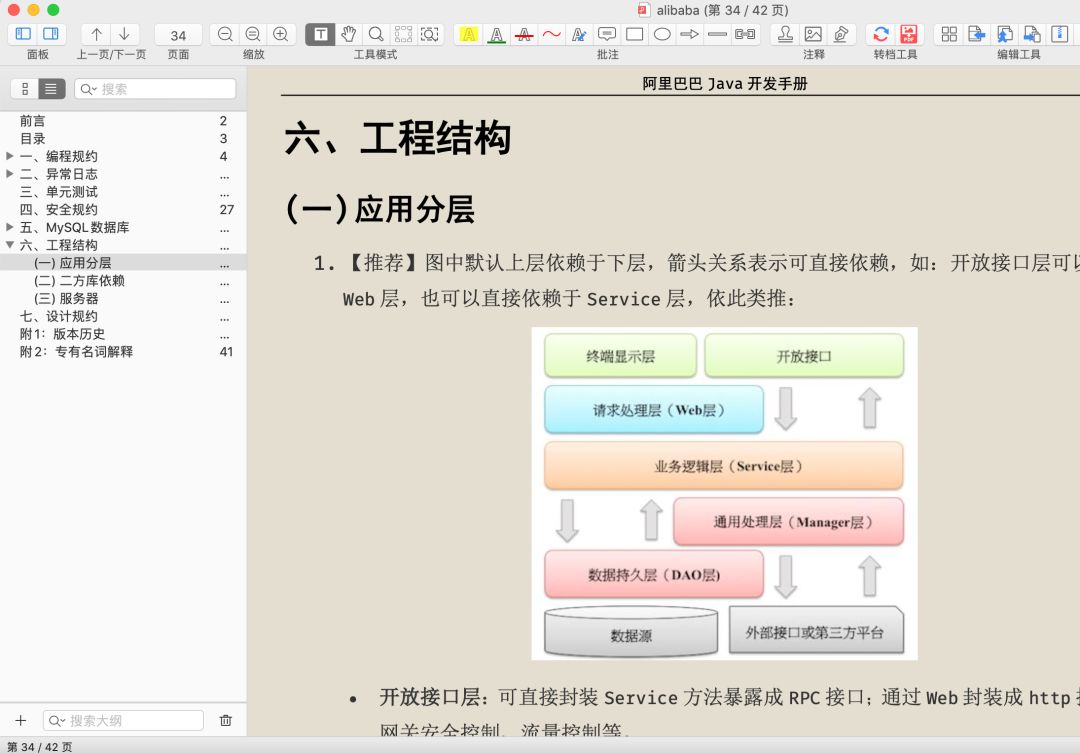 alibaba (第 34 / 42 页)
34
T
A
A
A
A
面板
上一页/下一页
页面
缩放
工具模式
批注
注释
转档工具
编辑工具
搜索
前言 2
目录 3
一、编程规约 4
二、异常日志 ...
三、单元测试 ...
四、安全规约 27
五、MySQL数据库 ...
六、工程结构 ...
(一) 应用分层 ...
(二) 二方库依赖 ...
(三) 服务器 ...
七、设计规约 ...
附1：版本历史 ...
附2：专有名词解释 41
搜索大纲
第 34 / 42 页
阿里巴巴 Java 开发手册
六、工程结构
(一)应用分层
1.【推荐】图中默认上层依赖于下层，箭头关系表示可直接依赖，如：开放接口层可以
Web 层，也可以直接依赖于 Service 层，依此类推：
终端显示层
开放接口
请求处理层（Web层）
业务逻辑层（Service层）
通用处理层（Manager层）
数据持久层（DAO层)
数据源
外部接口或第三方平台
• 开放接口层：可直接封装 Service 方法暴露成 RPC 接口；通过 Web 封装成 http
网关安全控制、流量控制等。